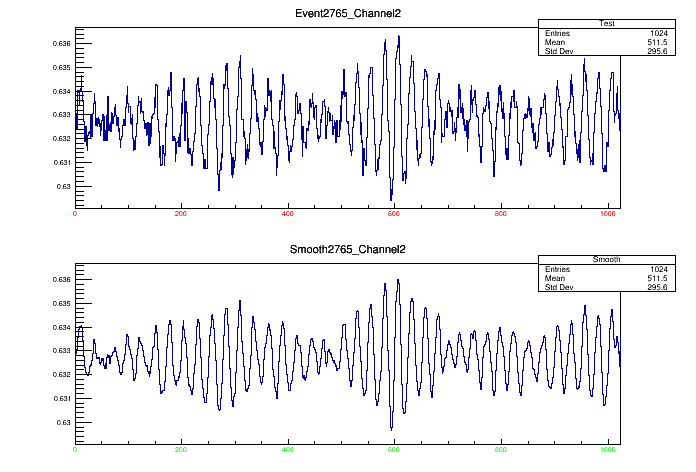 Event2765_Channel2
Test
Entries 1024
Mean 511.5
Std Dev 295.6
0.636
0.635
0.634
0.633
0.632
0.631
0.63
0 200 400 600 800 1000
Smooth2765_Channel2
Smooth
Entries 1024
Mean 511.5
Std Dev 295.6
0.636
0.635
0.634
0.633
0.632
0.631
0.63
0 200 400 600 800 1000